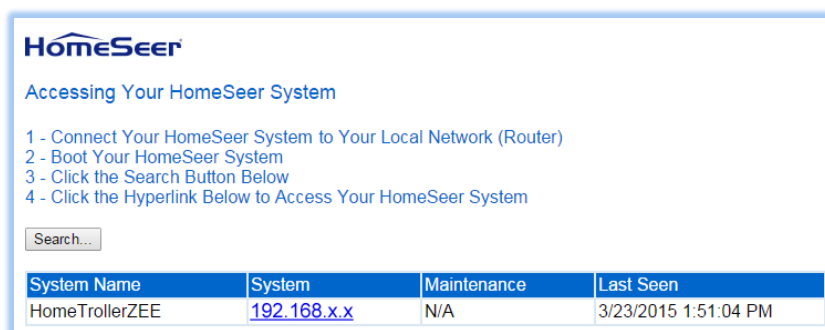 HomeSeer
Accessing Your HomeSeer System
1 - Connect Your HomeSeer System to Your Local Network (Router)
2 - Boot Your HomeSeer System
3 - Click the Search Button Below
4 - Click the Hyperlink Below to Access Your HomeSeer System
Search...
System Name System Maintenance Last Seen
HomeTrollerZEE 192.168.x.x N/A 3/23/2015 1:51:04 PM